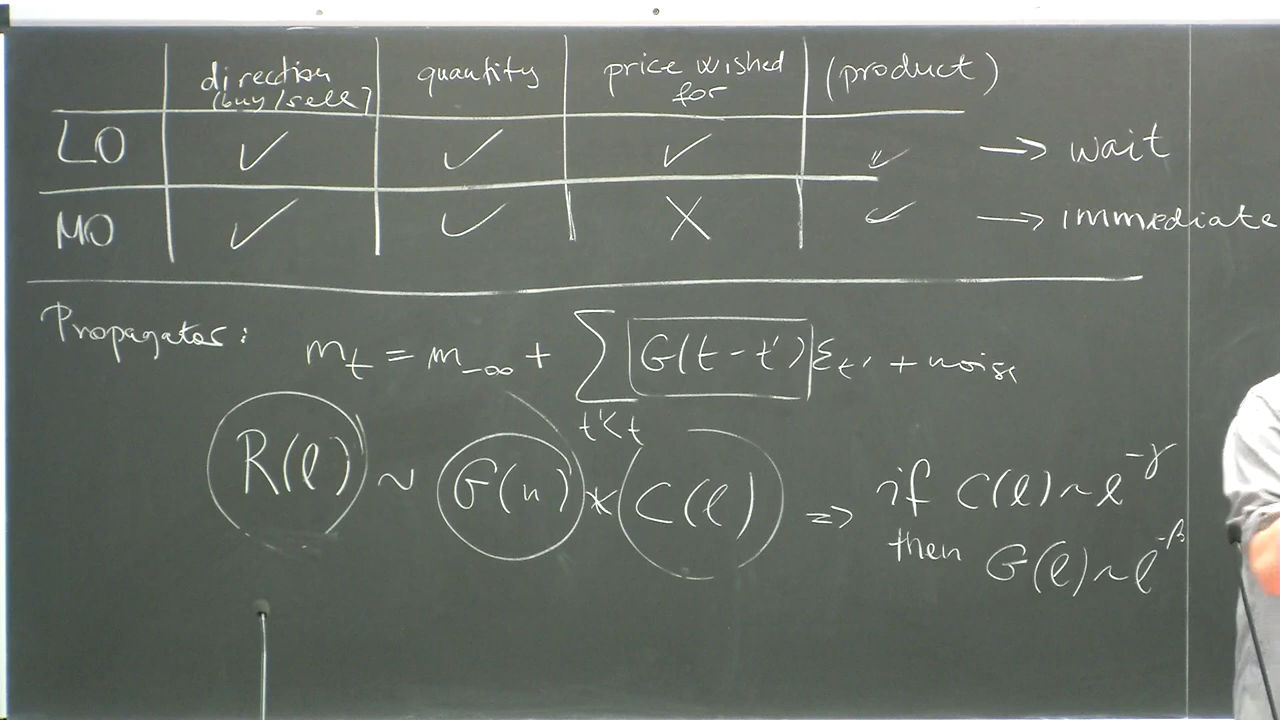 direction quantity price wished (product)
(buy/sell) for
LO ✓ ✓ ✓ ✓ → wait
MO ✓ ✓ X ✓ → immediate
Propagator: m_t = m_{-∞} + ∑_{t'<t} G(t-t') ε_{t'} + noise
R(ℓ) ~ G(n) * C(ℓ) => if C(ℓ) ~ ℓ^{-γ}
then G(ℓ) ~ ℓ^{-β}